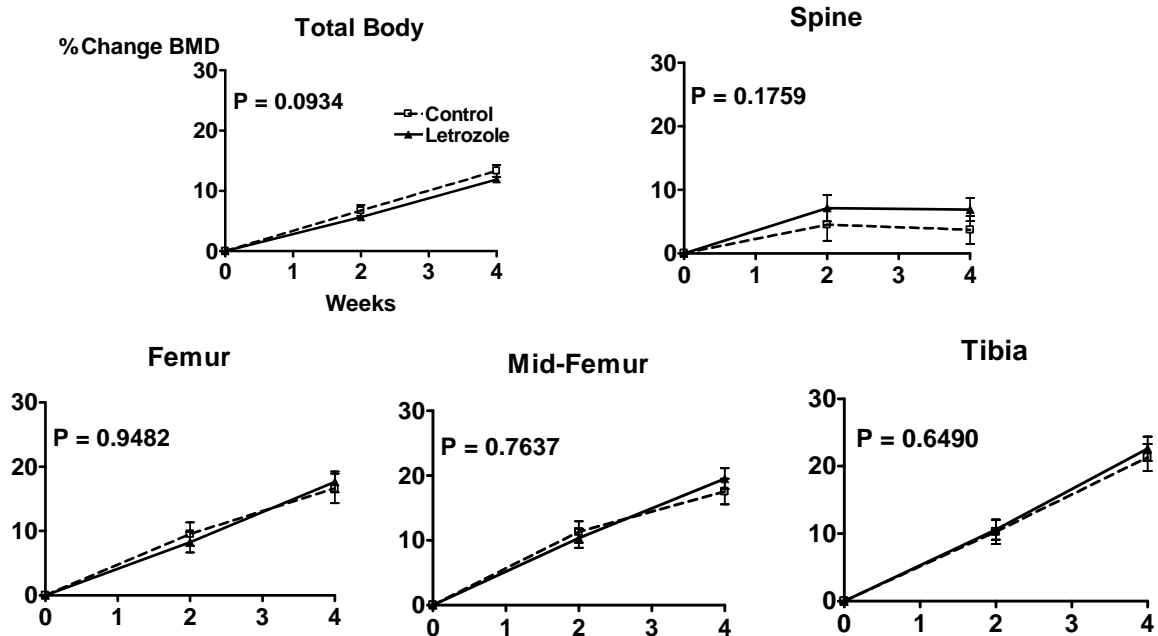 Total Body
%Change BMD
30
20
10
0
P = 0.0934
Control
Letrozole
0 1 2 3 4
Weeks
Spine
30
20
10
0
P = 0.1759
0 1 2 3 4
Femur
30
20
10
0
P = 0.9482
0 1 2 3 4
Mid-Femur
30
20
10
0
P = 0.7637
0 1 2 3 4
Tibia
30
20
10
0
P = 0.6490
0 1 2 3 4